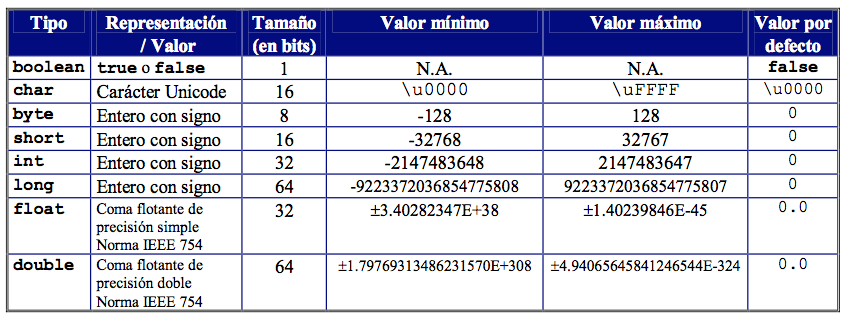 Tipo Representación / Valor Tamaño (en bits) Valor mínimo Valor máximo Valor por defecto
boolean true o false 1 N.A. N.A. false
char Carácter Unicode 16 \u0000 \uFFFF \u0000
byte Entero con signo 8 -128 128 0
short Entero con signo 16 -32768 32767 0
int Entero con signo 32 -2147483648 2147483647 0
long Entero con signo 64 -9223372036854775808 9223372036854775807 0
float Coma flotante de precisión simple Norma IEEE 754 32 ±3.40282347E+38 ±1.40239846E-45 0.0
double Coma flotante de precisión doble Norma IEEE 754 64 ±1.79769313486231570E+308 ±4.94065645841246544E-324 0.0